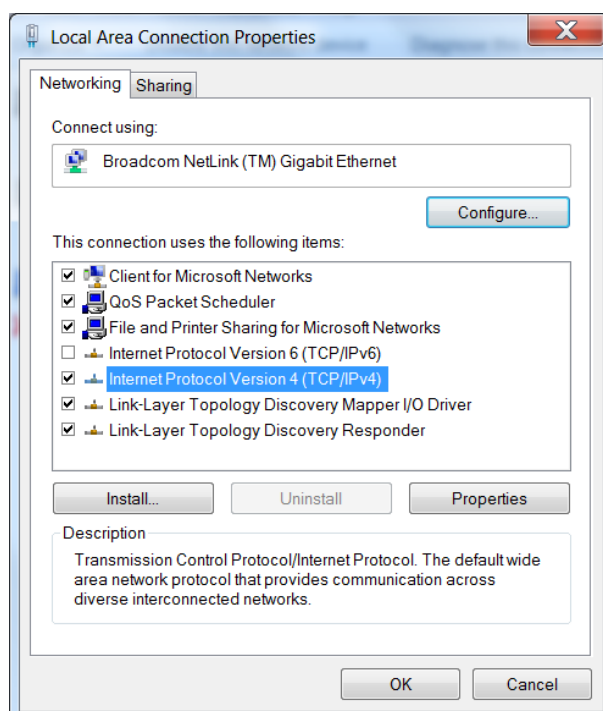 Local Area Connection Properties
Networking
Sharing
Connect using:
Broadcom NetLink (TM) Gigabit Ethernet
Configure...
This connection uses the following items:
Client for Microsoft Networks
QoS Packet Scheduler
File and Printer Sharing for Microsoft Networks
Internet Protocol Version 6 (TCP/IPv6)
Internet Protocol Version 4 (TCP/IPv4)
Link-Layer Topology Discovery Mapper I/O Driver
Link-Layer Topology Discovery Responder
Install...
Uninstall
Properties
Description
Transmission Control Protocol/Internet Protocol. The default wide
area network protocol that provides communication across
diverse interconnected networks.
OK
Cancel